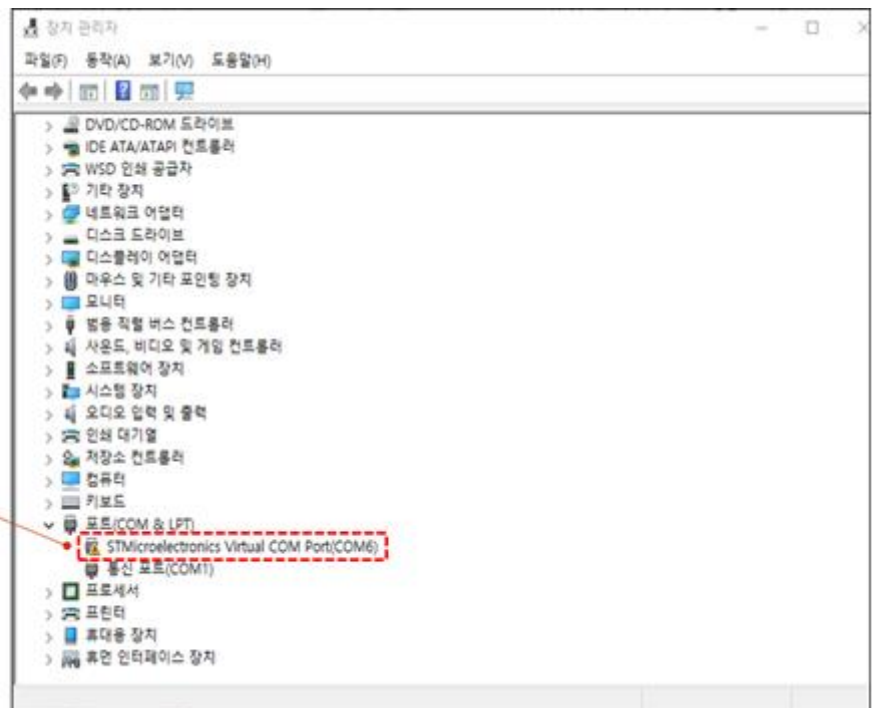 장치 관리자
파일(F) 동작(A) 보기(V) 도움말(H)
DVD/CD-ROM 드라이브
IDE ATA/ATAPI 컨트롤러
WSD 인쇄 공급자
기타 장치
네트워크 어댑터
디스크 드라이브
디스플레이 어댑터
마우스 및 기타 포인팅 장치
모니터
범용 직렬 버스 컨트롤러
사운드, 비디오 및 게임 컨트롤러
소프트웨어 장치
시스템 장치
오디오 입력 및 출력
인쇄 대기열
저장소 컨트롤러
컴퓨터
키보드
포트(COM & LPT)
STMicroelectronics Virtual COM Port(COM6)
통신 포트(COM1)
프로세서
프린터
휴대용 장치
휴먼 인터페이스 장치